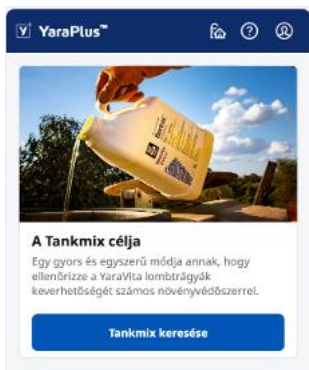 YaraPlus™
A Tankmix célja
Egy gyors és egyszerű módja annak, hogy
ellenőrizze a YaraVita lombtrágyák
keverhetőségét számos növényvédőszerrel.
Tankmix keresése